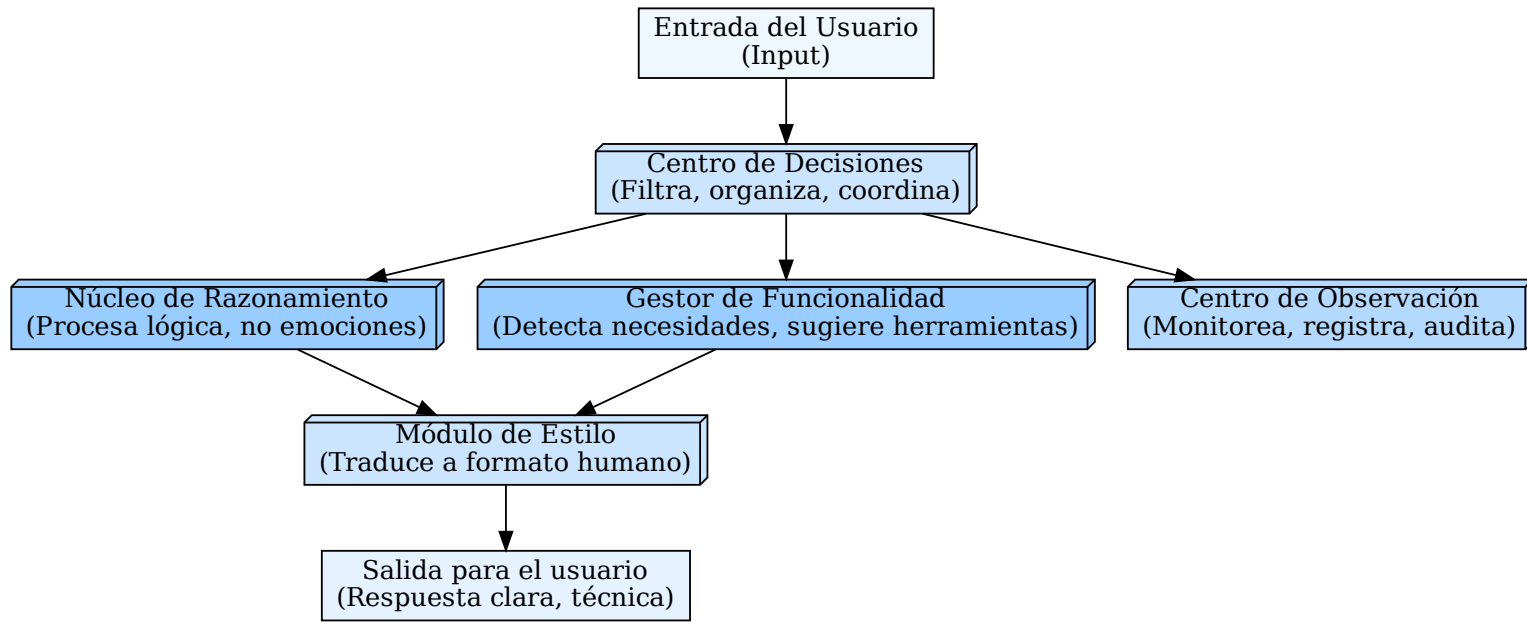 Entrada del Usuario
(Input)
Centro de Decisiones
(Filtra, organiza, coordina)
Núcleo de Razonamiento
(Procesa lógica, no emociones)
Gestor de Funcionalidad
(Detecta necesidades, sugiere herramientas)
Centro de Observación
(Monitorea, registra, audita)
Módulo de Estilo
(Traduce a formato humano)
Salida para el usuario
(Respuesta clara, técnica)